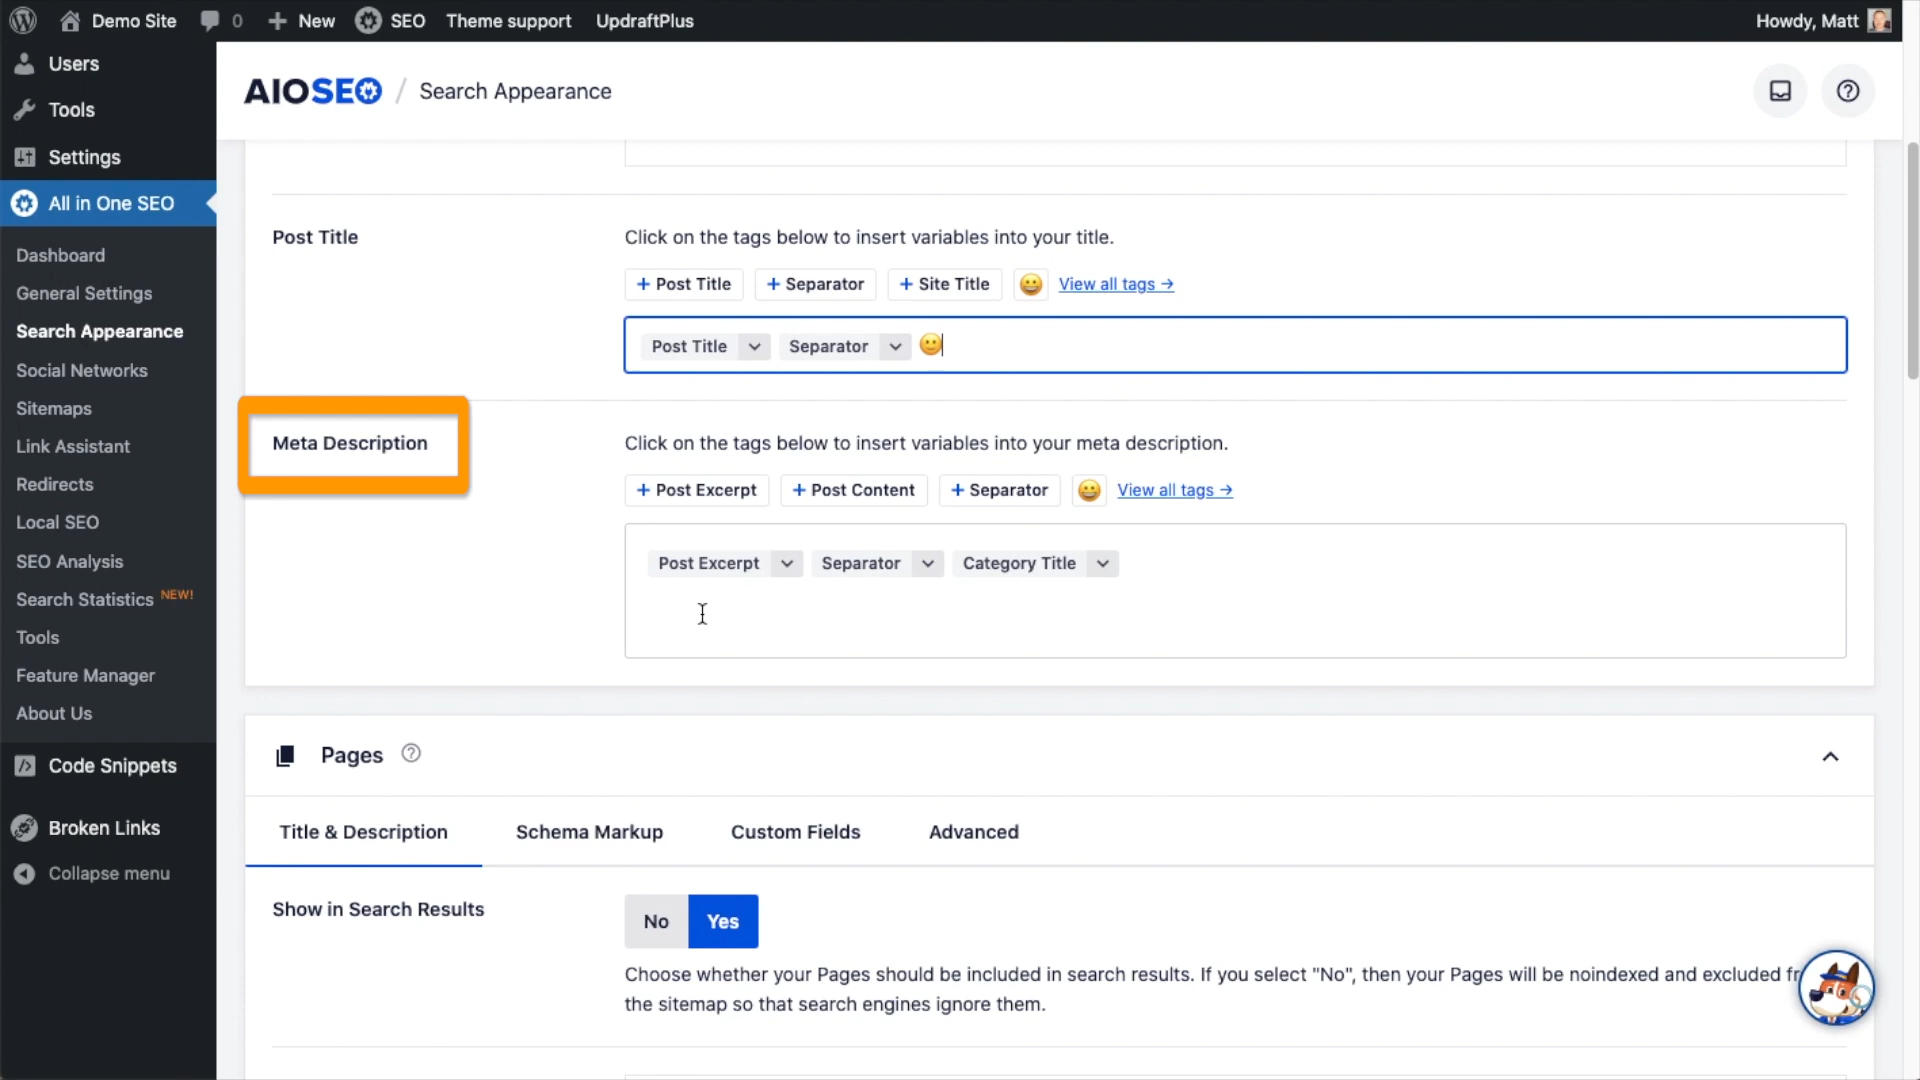 Demo Site 0 New SEO Theme support UpdraftPlus Howdy, Matt
Users
Tools
Settings
All in One SEO
Dashboard
General Settings
Search Appearance
Social Networks
Sitemaps
Link Assistant
Redirects
Local SEO
SEO Analysis
Search Statistics NEW!
Tools
Feature Manager
About Us
Code Snippets
Broken Links
Collapse menu
AIOSEO / Search Appearance
Post Title
Click on the tags below to insert variables into your title.
+ Post Title + Separator + Site Title 😀 View all tags →
Post Title Separator 🙂
Meta Description
Click on the tags below to insert variables into your meta description.
+ Post Excerpt + Post Content + Separator 😀 View all tags →
Post Excerpt Separator Category Title
Pages
Title & Description Schema Markup Custom Fields Advanced
Show in Search Results
No Yes
Choose whether your Pages should be included in search results. If you select "No", then your Pages will be noindexed and excluded
the sitemap so that search engines ignore them.